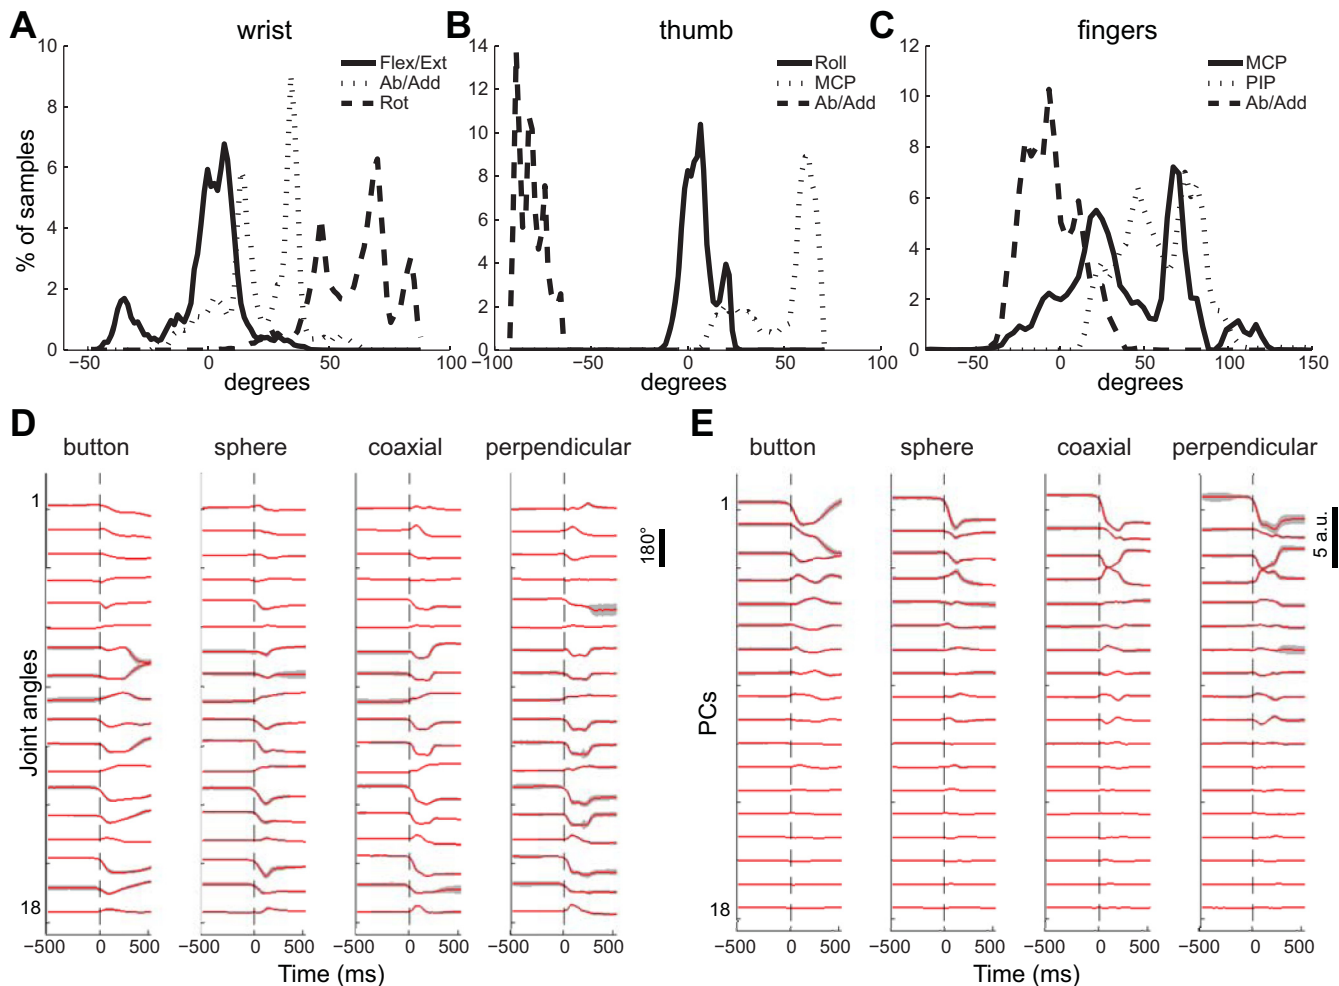 A
wrist
B
thumb
C
fingers
Flex/Ext
Ab/Add
Rot
Roll
MCP
Ab/Add
MCP
PIP
Ab/Add
% of samples
10
8
6
4
2
0
−50
0
50
100
degrees
14
12
10
8
6
4
2
0
−100
−50
0
50
100
degrees
12
10
8
6
4
2
0
−50
0
50
100
150
degrees
D
button
sphere
coaxial
perpendicular
1
18
Joint angles
180°
−500 0 500
−500 0 500
−500 0 500
−500 0 500
Time (ms)
E
button
sphere
coaxial
perpendicular
1
18
PCs
5 a.u.
−500 0 500
−500 0 500
−500 0 500
−500 0 500
Time (ms)